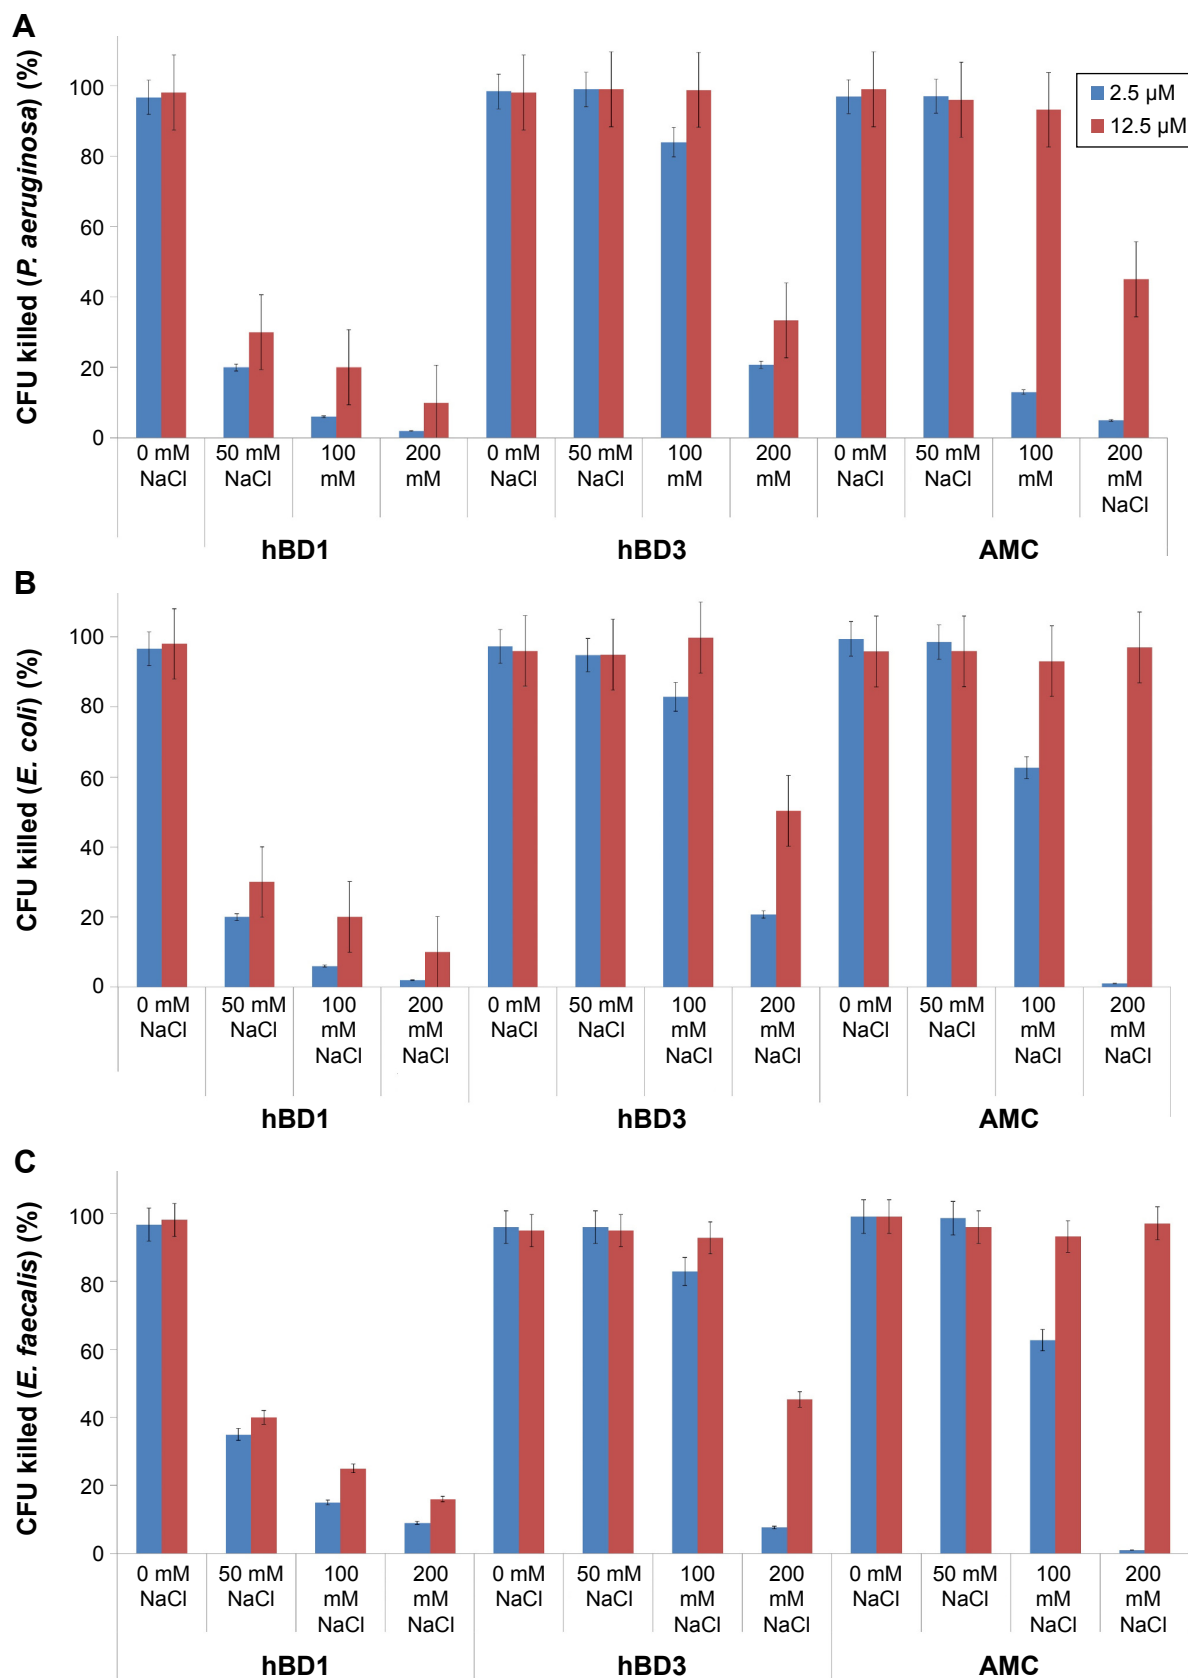 A
CFU killed (P. aeruginosa) (%)
100
80
60
40
20
0
2.5 µM
12.5 µM
0 mM 50 mM 100 200 0 mM 50 mM 100 200 0 mM 50 mM 100 200
NaCl NaCl mM mM NaCl NaCl mM mM NaCl NaCl mM mM
NaCl
hBD1 hBD3 AMC
B
CFU killed (E. coli) (%)
100
80
60
40
20
0
0 mM 50 mM 100 200 0 mM 50 mM 100 200 0 mM 50 mM 100 200
NaCl NaCl mM mM NaCl NaCl mM mM NaCl NaCl mM mM
NaCl NaCl NaCl NaCl NaCl NaCl
hBD1 hBD3 AMC
C
CFU killed (E. faecalis) (%)
100
80
60
40
20
0
0 mM 50 mM 100 200 0 mM 50 mM 100 200 0 mM 50 mM 100 200
NaCl NaCl mM mM NaCl NaCl mM mM NaCl NaCl mM mM
NaCl NaCl NaCl NaCl NaCl NaCl
hBD1 hBD3 AMC